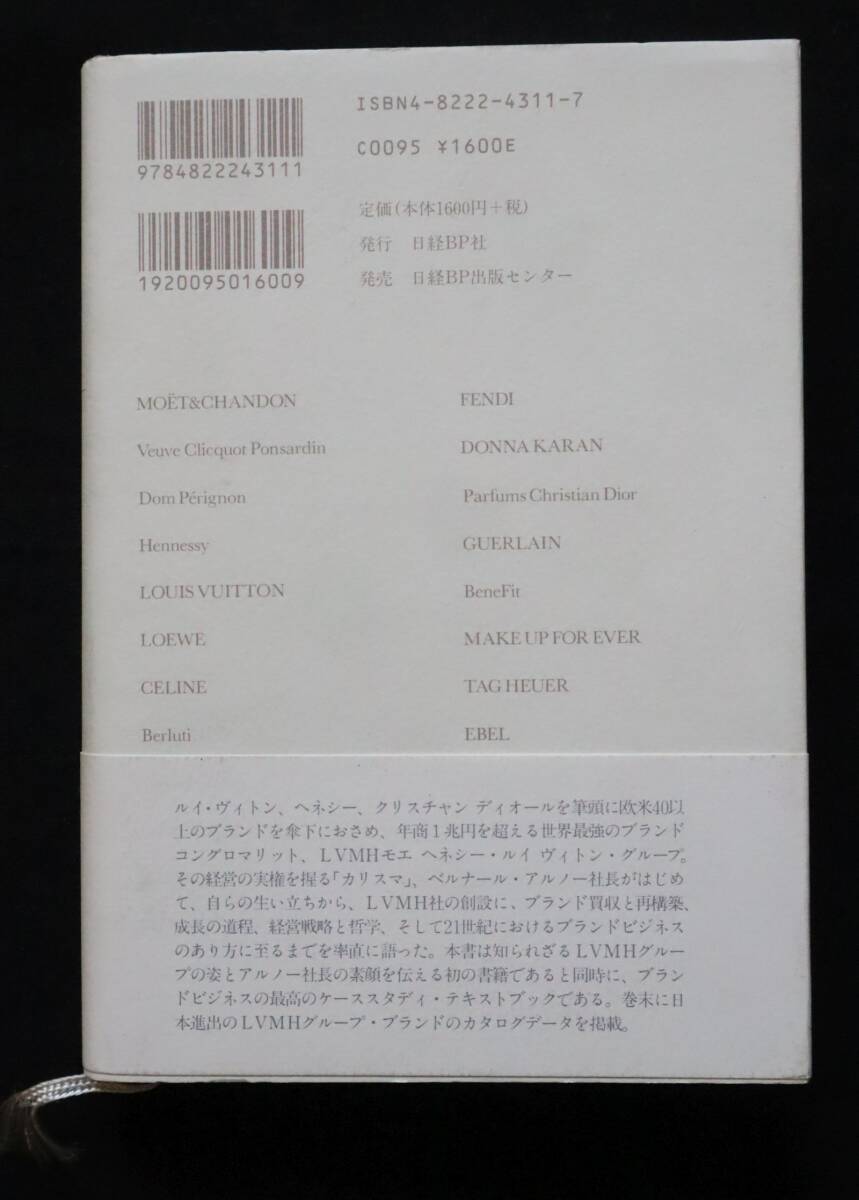 ISBN4-8222-4311-7
9784822243111
C0095 ¥1600E
定価(本体1600円+税)
発行 日経BP社
1920095016009
発売 日経BP出版センター
MOËT&CHANDON
Veuve Clicquot Ponsardin
Dom Pérignon
Hennessy
LOUIS VUITTON
LOEWE
CELINE
Berluti
FENDI
DONNA KARAN
Parfums Christian Dior
GUERLAIN
BeneFit
MAKE UP FOR EVER
TAG HEUER
EBEL
ルイ・ヴィトン、ヘネシー、クリスチャン ディオールを筆頭に欧米40以
上のブランドを傘下におさめ、年商1兆円を超える世界最強のブランド
コングロマリット、LVMHモエ ヘネシー・ルイ ヴィトン・グループ。
その経営の実権を握る「カリスマ」、ベルナール・アルノー社長がはじめ
て、自らの生い立ちから、LVMH社の創設に、ブランド買収と再構築、
成長の道程、経営戦略と哲学、そして21世紀におけるブランドビジネス
のあり方に至るまでを率直に語った。本書は知られざるLVMHグルー
プの姿とアルノー社長の素顔を伝える初の書籍であると同時に、ブラン
ドビジネスの最高のケーススタディ・テキストブックである。巻末に日
本進出のLVMHグループ・ブランドのカタログデータを掲載。